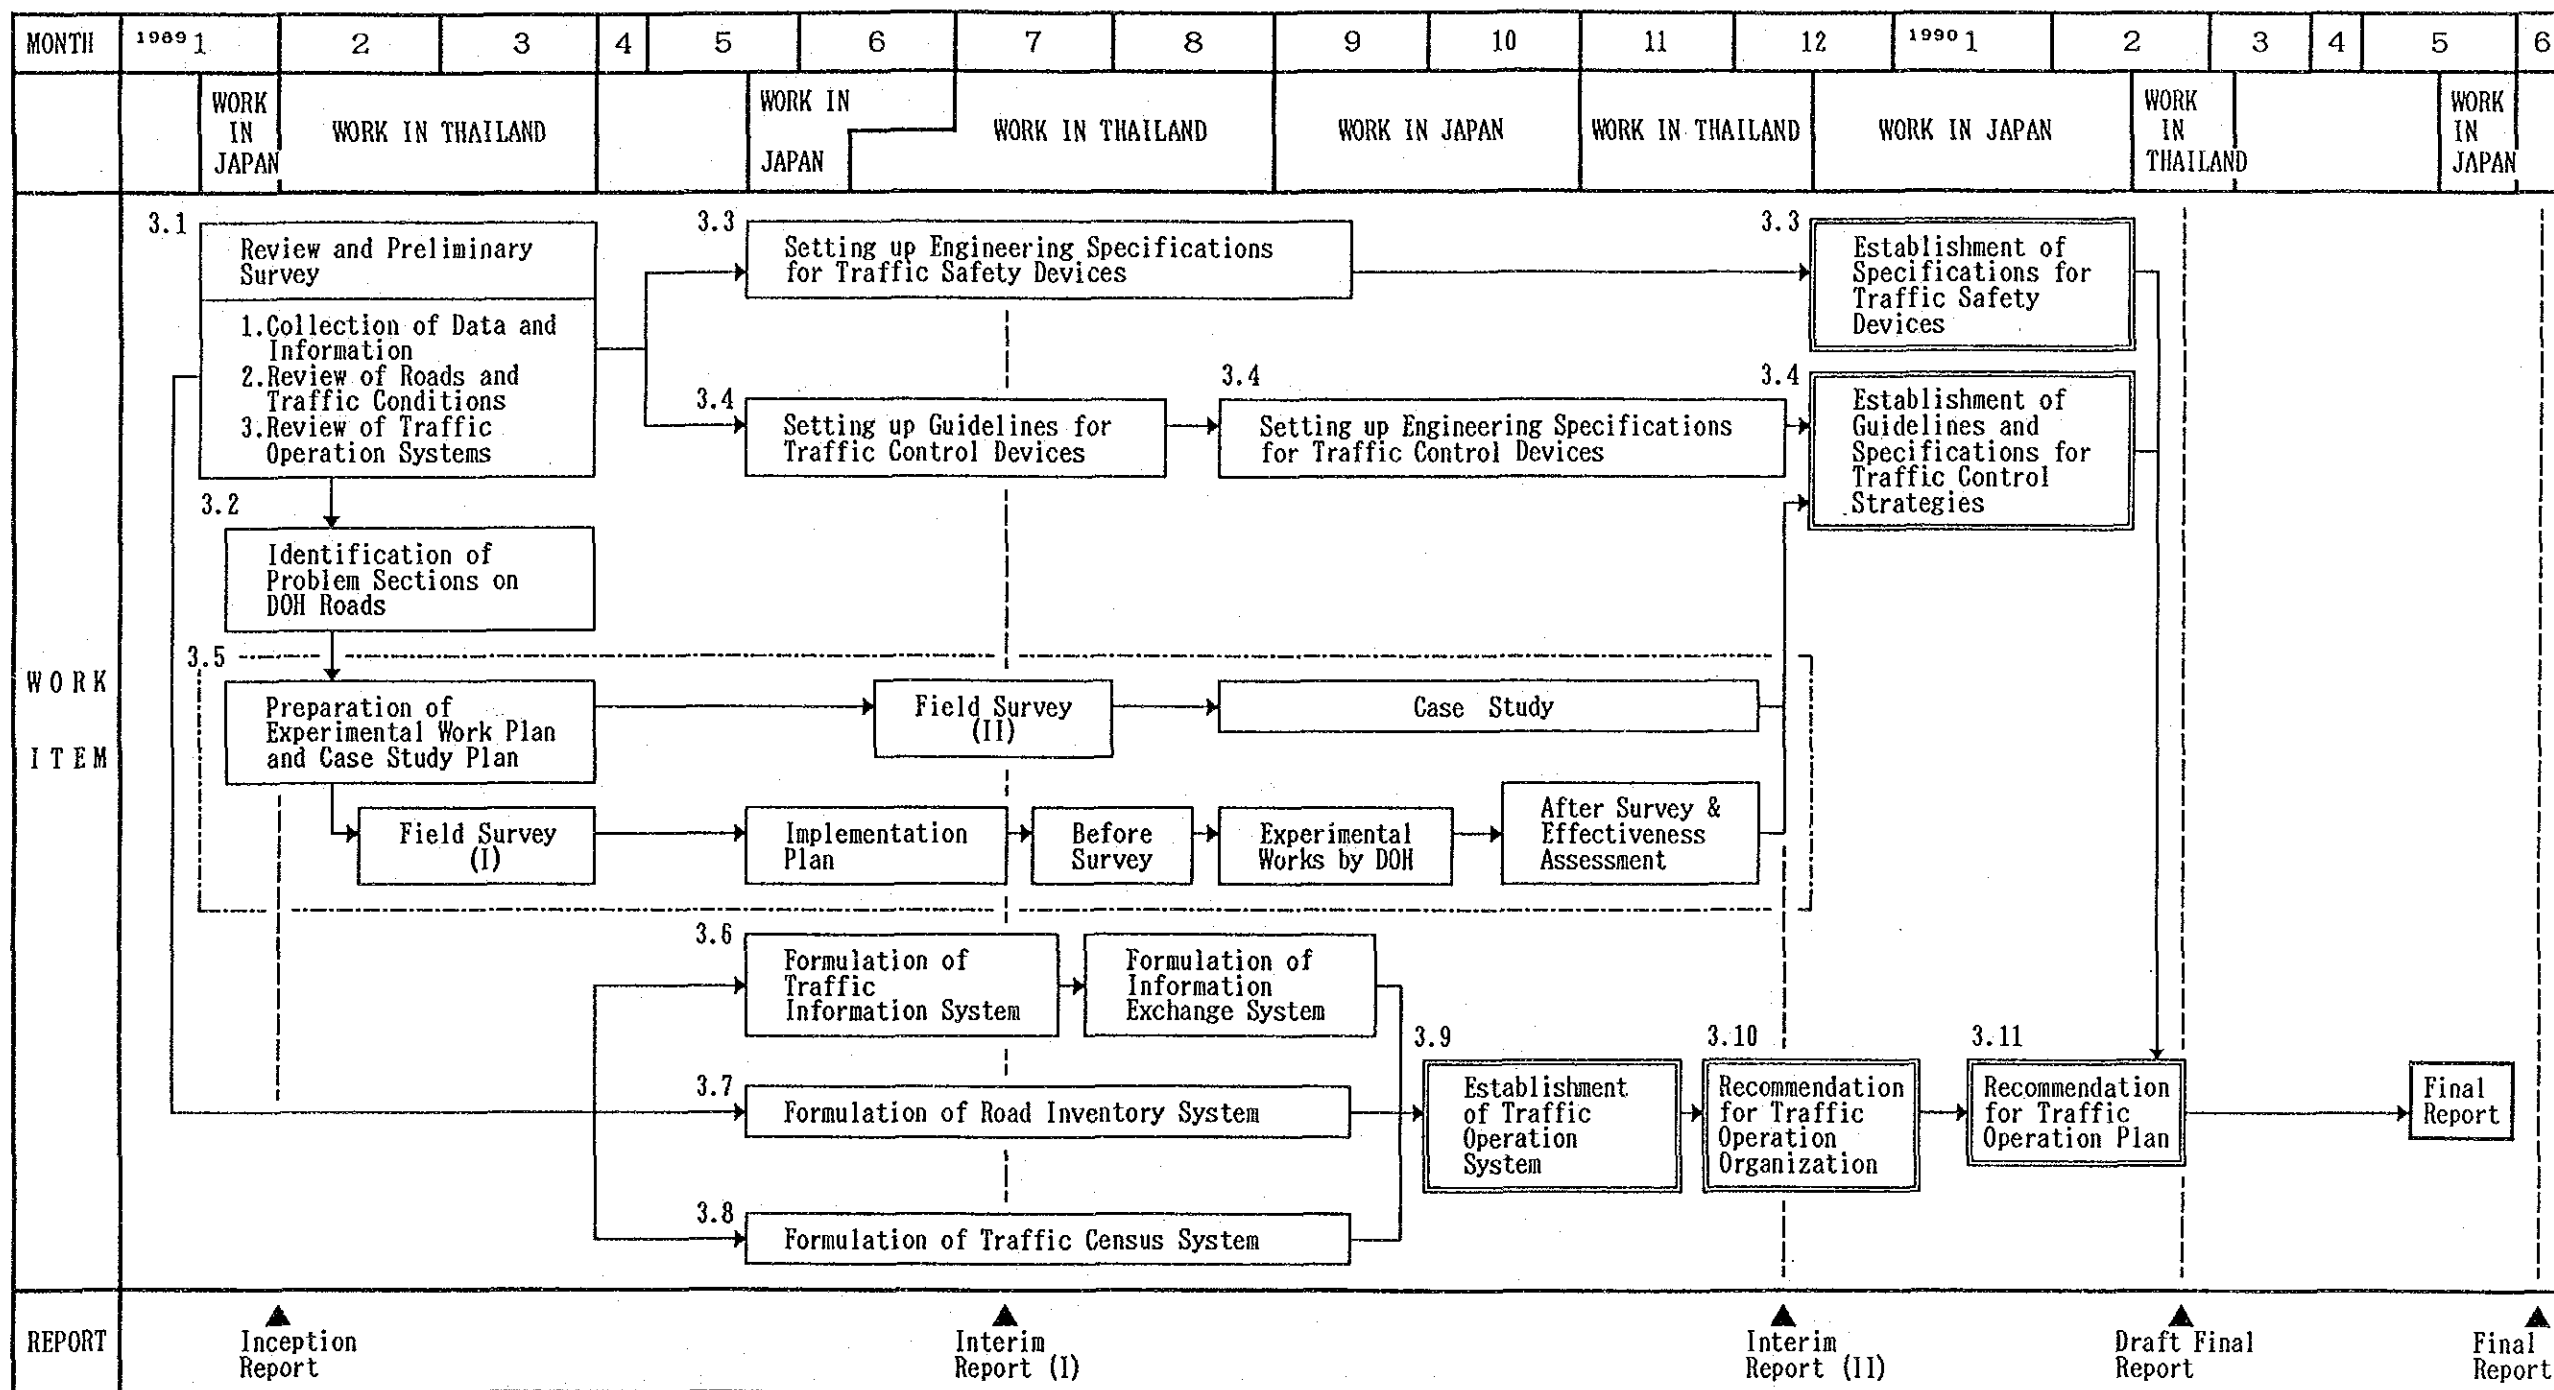 MONTH 1989 1 2 3 4 5 6 7 8 9 10 11 12 1990 1 2 3 4 5 6
WORK
IN
JAPAN
WORK IN THAILAND
WORK IN
JAPAN
WORK IN THAILAND
WORK IN JAPAN
WORK IN THAILAND
WORK IN JAPAN
WORK
IN
THAILAND
WORK
IN
JAPAN
WORK
ITEM
3.1
Review and Preliminary
Survey
1.Collection of Data and
Information
2.Review of Roads and
Traffic Conditions
3.Review of Traffic
Operation Systems
3.3
Setting up Engineering Specifications
for Traffic Safety Devices
3.3
Establishment of
Specifications for
Traffic Safety
Devices
3.4
Setting up Guidelines for
Traffic Control Devices
3.4
Setting up Engineering Specifications
for Traffic Control Devices
3.4
Establishment of
Guidelines and
Specifications for
Traffic Control
Strategies
3.2
Identification of
Problem Sections on
DOH Roads
3.5
Preparation of
Experimental Work Plan
and Case Study Plan
Field Survey
(II)
Case Study
Field Survey
(I)
Implementation
Plan
Before
Survey
Experimental
Works by DOH
After Survey &
Effectiveness
Assessment
3.6
Formulation of
Traffic
Information System
Formulation of
Information
Exchange System
3.7
Formulation of Road Inventory System
3.8
Formulation of Traffic Census System
3.9
Establishment
of Traffic
Operation
System
3.10
Recommendation
for Traffic
Operation
Organization
3.11
Recommendation
for Traffic
Operation Plan
Final
Report
REPORT
Inception
Report
Interim
Report (I)
Interim
Report (II)
Draft Final
Report
Final
Report